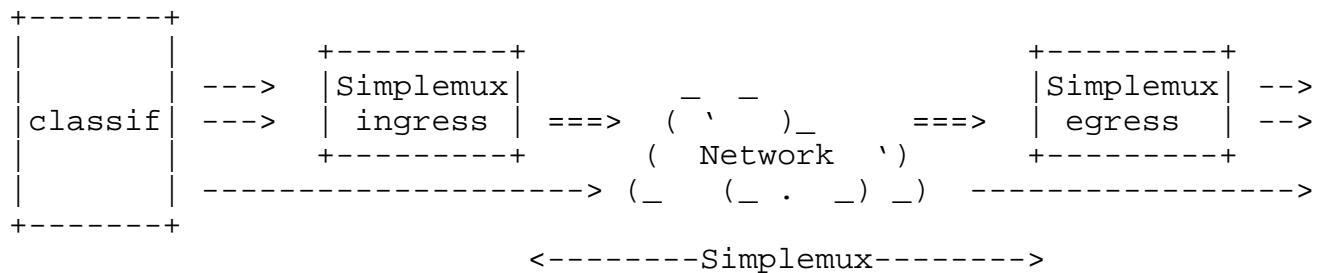 +-------+
|       |      +---------+                           +---------+
|       | ---> |Simplemux|          _  _             |Simplemux| -->
|classif| ---> | ingress | ===>   ( `   )_     ===>  | egress  | -->
|       |      +---------+       (  Network  `)      +---------+
|       | --------------------> (_   (_ .  _) _)  ----------------->
+-------+
<--------Simplemux-------->